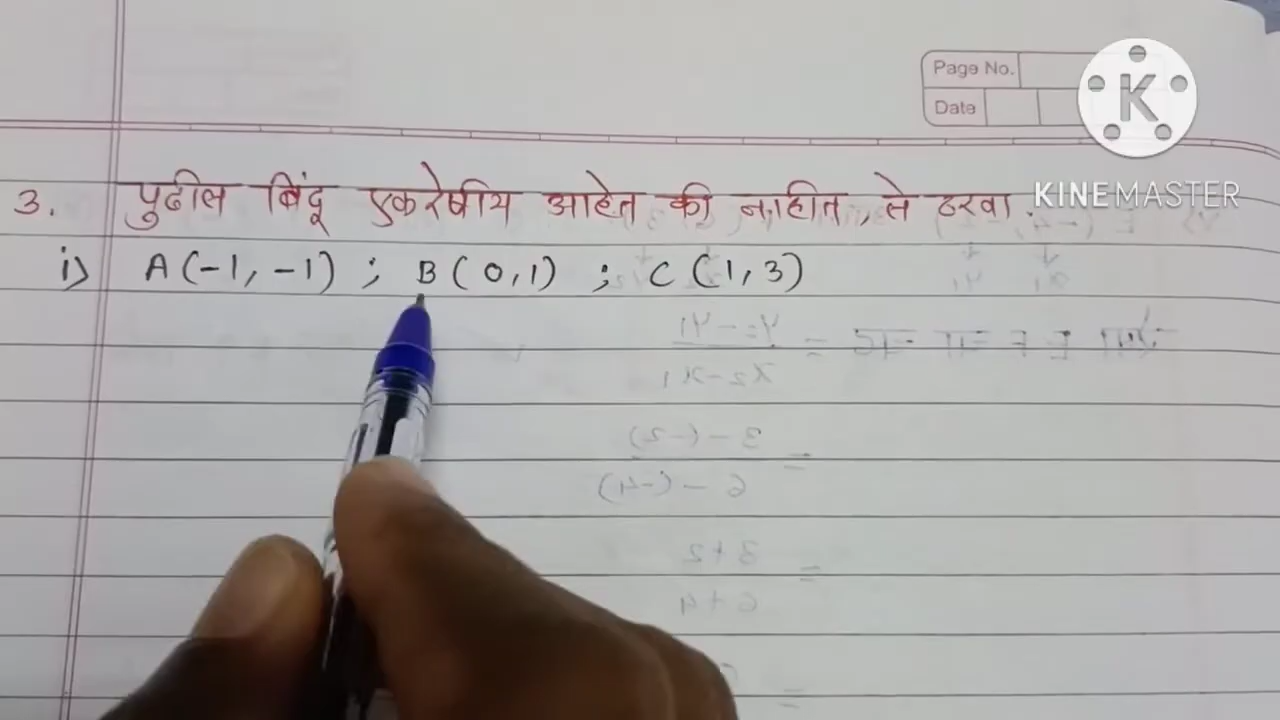 Page No.
Date
K
KINEMASTER
3. पुढील बिंदू एकरेषीय आहेत की नाहीत, ते ठरवा.
i) A(-1, -1) ; B(0,1) ; C(1,3)